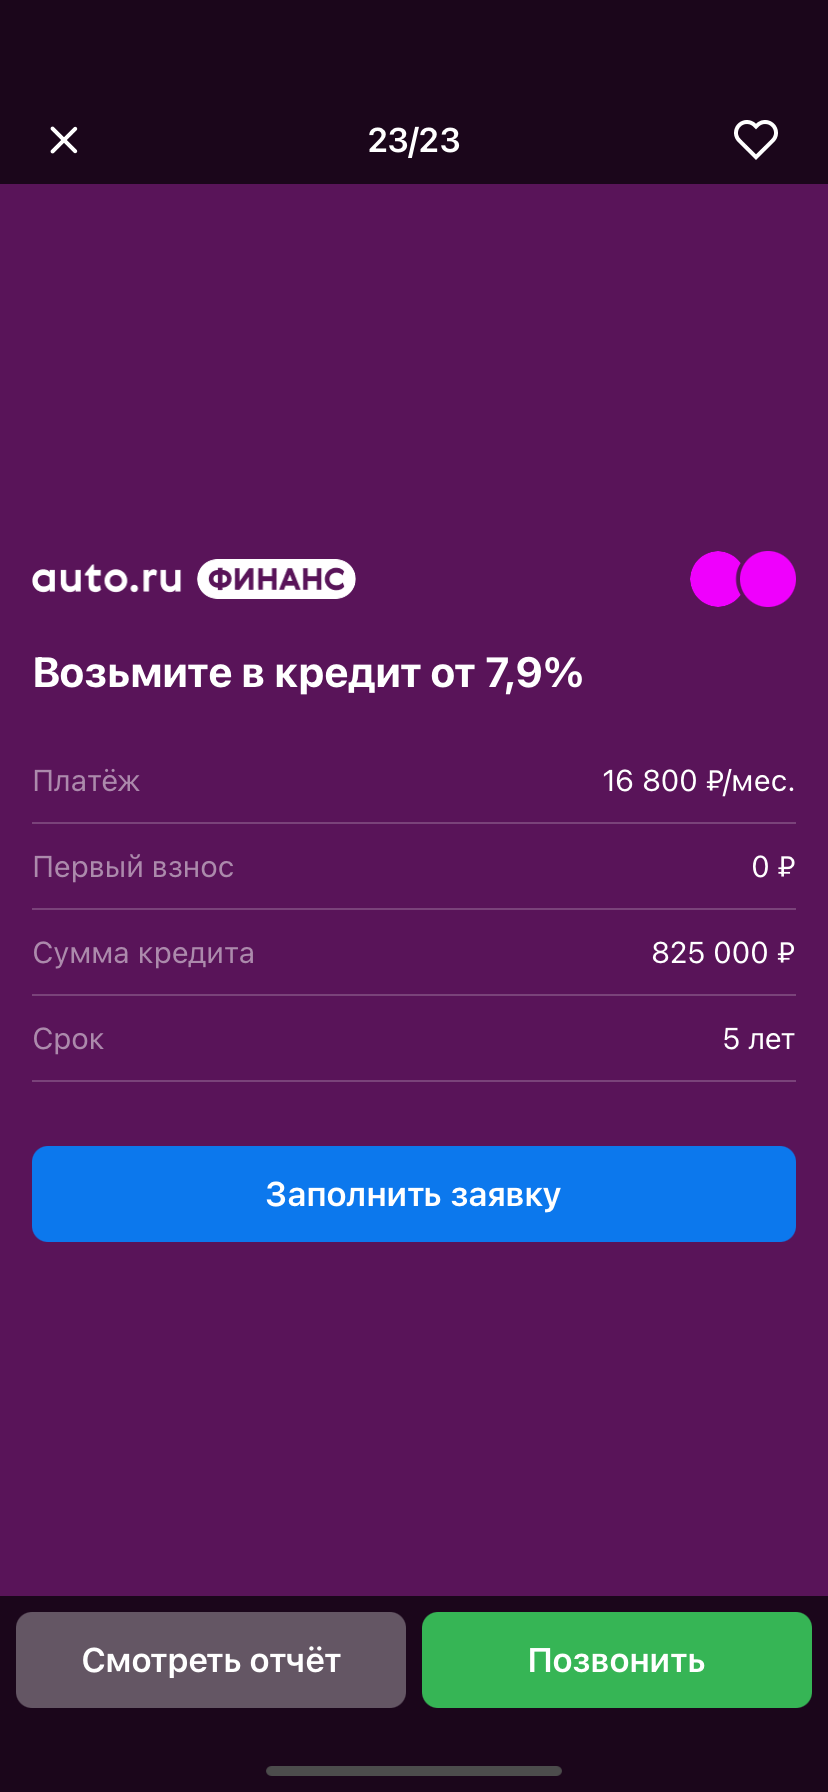 23/23
auto.ru ФИНАНС
Возьмите в кредит от 7,9%
Платёж 16 800 ₽/мес.
Первый взнос 0 ₽
Сумма кредита 825 000 ₽
Срок 5 лет
Заполнить заявку
Смотреть отчёт Позвонить